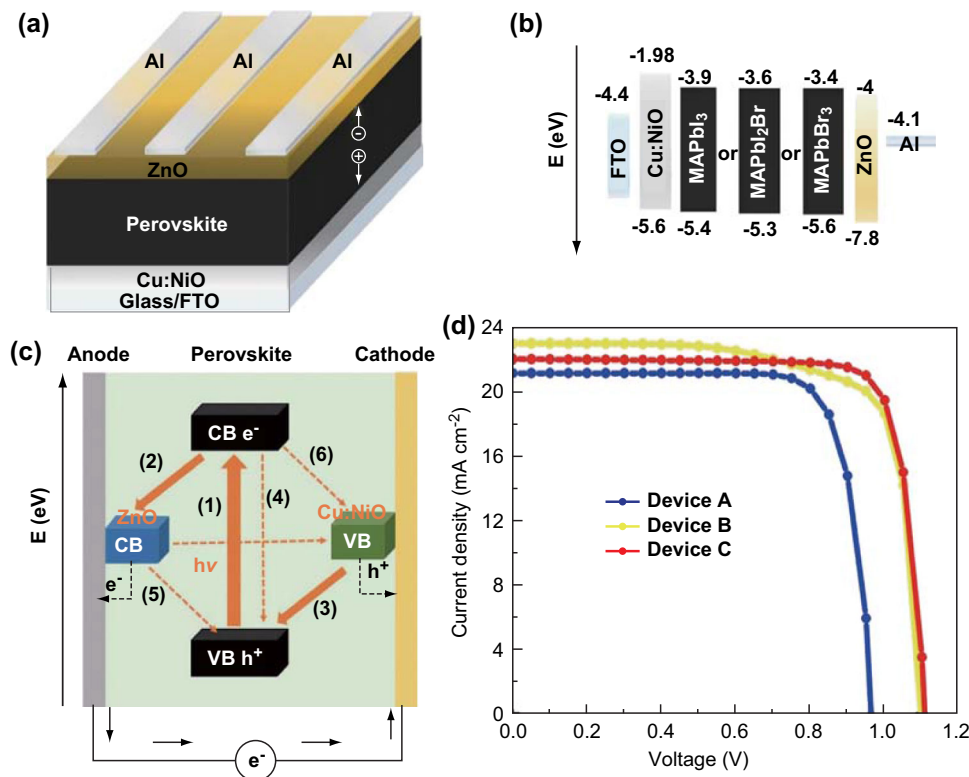 (a)
Al
Al
Al
ZnO
Perovskite
Cu:NiO
Glass/FTO
(b)
E (eV)
-4.4
-1.98
-3.9
-3.6
-3.4
-4
-4.1
FTO
Cu:NiO
MAPbI3
or
MAPbI2Br
or
MAPbBr3
ZnO
Al
-5.6
-5.4
-5.3
-5.6
-7.8
(c)
Anode Perovskite Cathode
E (eV)
CB e-
(2)
(6)
(1)
(4)
ZnO
Cu:NiO
CB
VB
hν
e-
h+
(5)
(3)
VB h+
e-
(d)
Current density (mA cm-2)
24
20
16
12
8
4
0
Device A
Device B
Device C
0.0 0.2 0.4 0.6 0.8 1.0 1.2
Voltage (V)